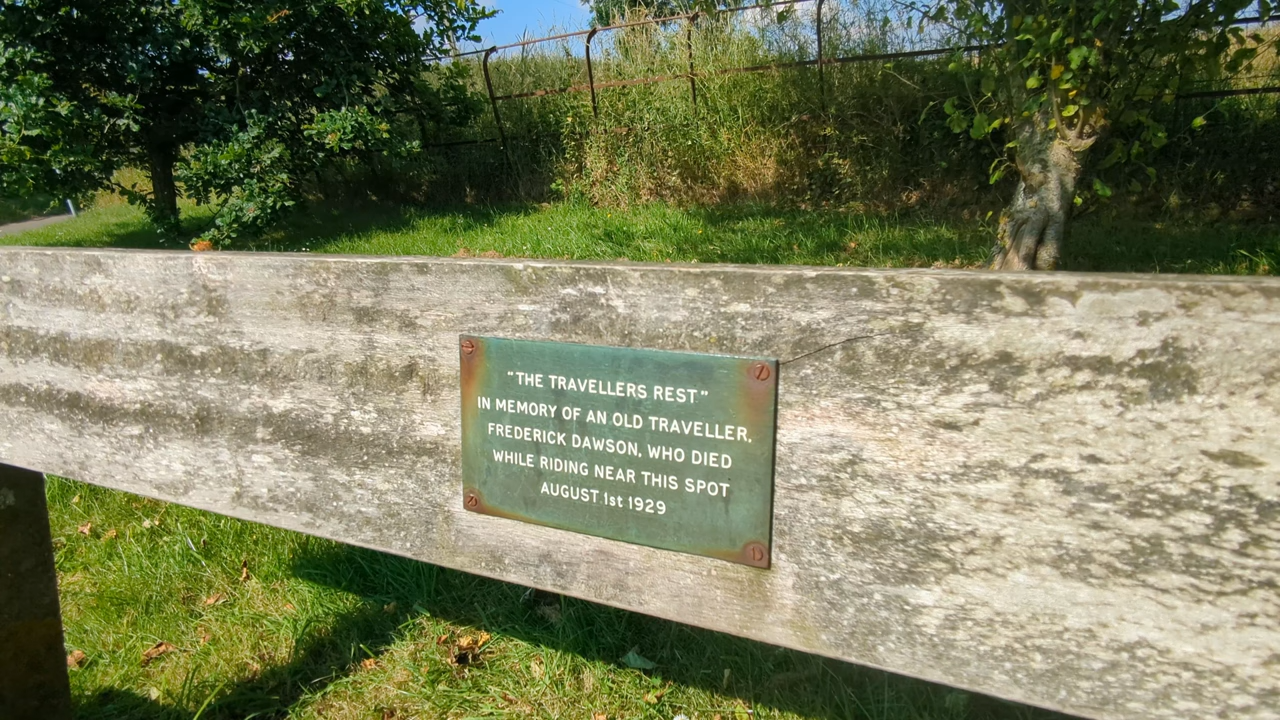 "THE TRAVELLERS REST"
IN MEMORY OF AN OLD TRAVELLER,
FREDERICK DAWSON, WHO DIED
WHILE RIDING NEAR THIS SPOT
AUGUST 1st 1929